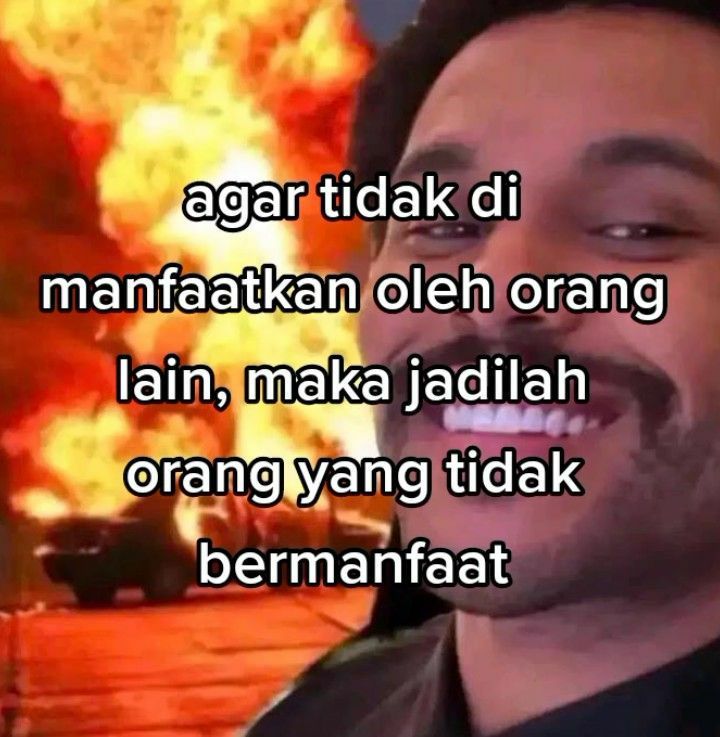 agar tidak di
manfaatkan oleh orang
lain, maka jadilah
orang yang tidak
bermanfaat